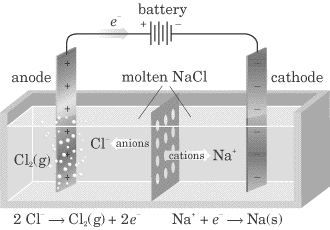 battery
e⁻ + −
anode molten NaCl cathode
+ −
+ −
+ −
Cl⁻ anions
Cl₂(g) + cations Na⁺ −
+ −
2 Cl⁻ → Cl₂(g) + 2e⁻ Na⁺ + e⁻ → Na(s)